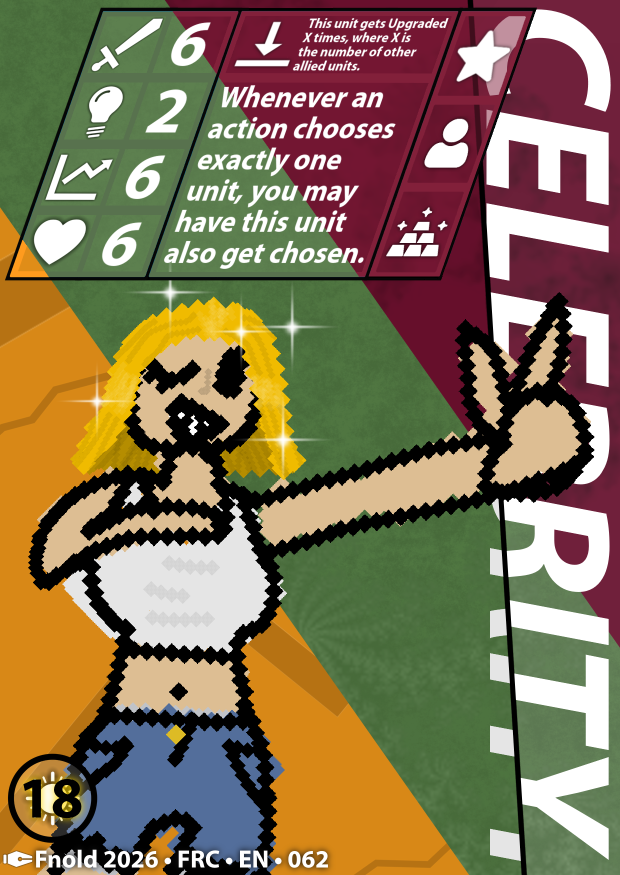 6
This unit gets Upgraded
X times, where X is
the number of other
allied units.
2
Whenever an
action chooses
exactly one
unit, you may
have this unit
also get chosen.
6
6
CELEBRITY
18
Fnold 2026 • FRC • EN • 062